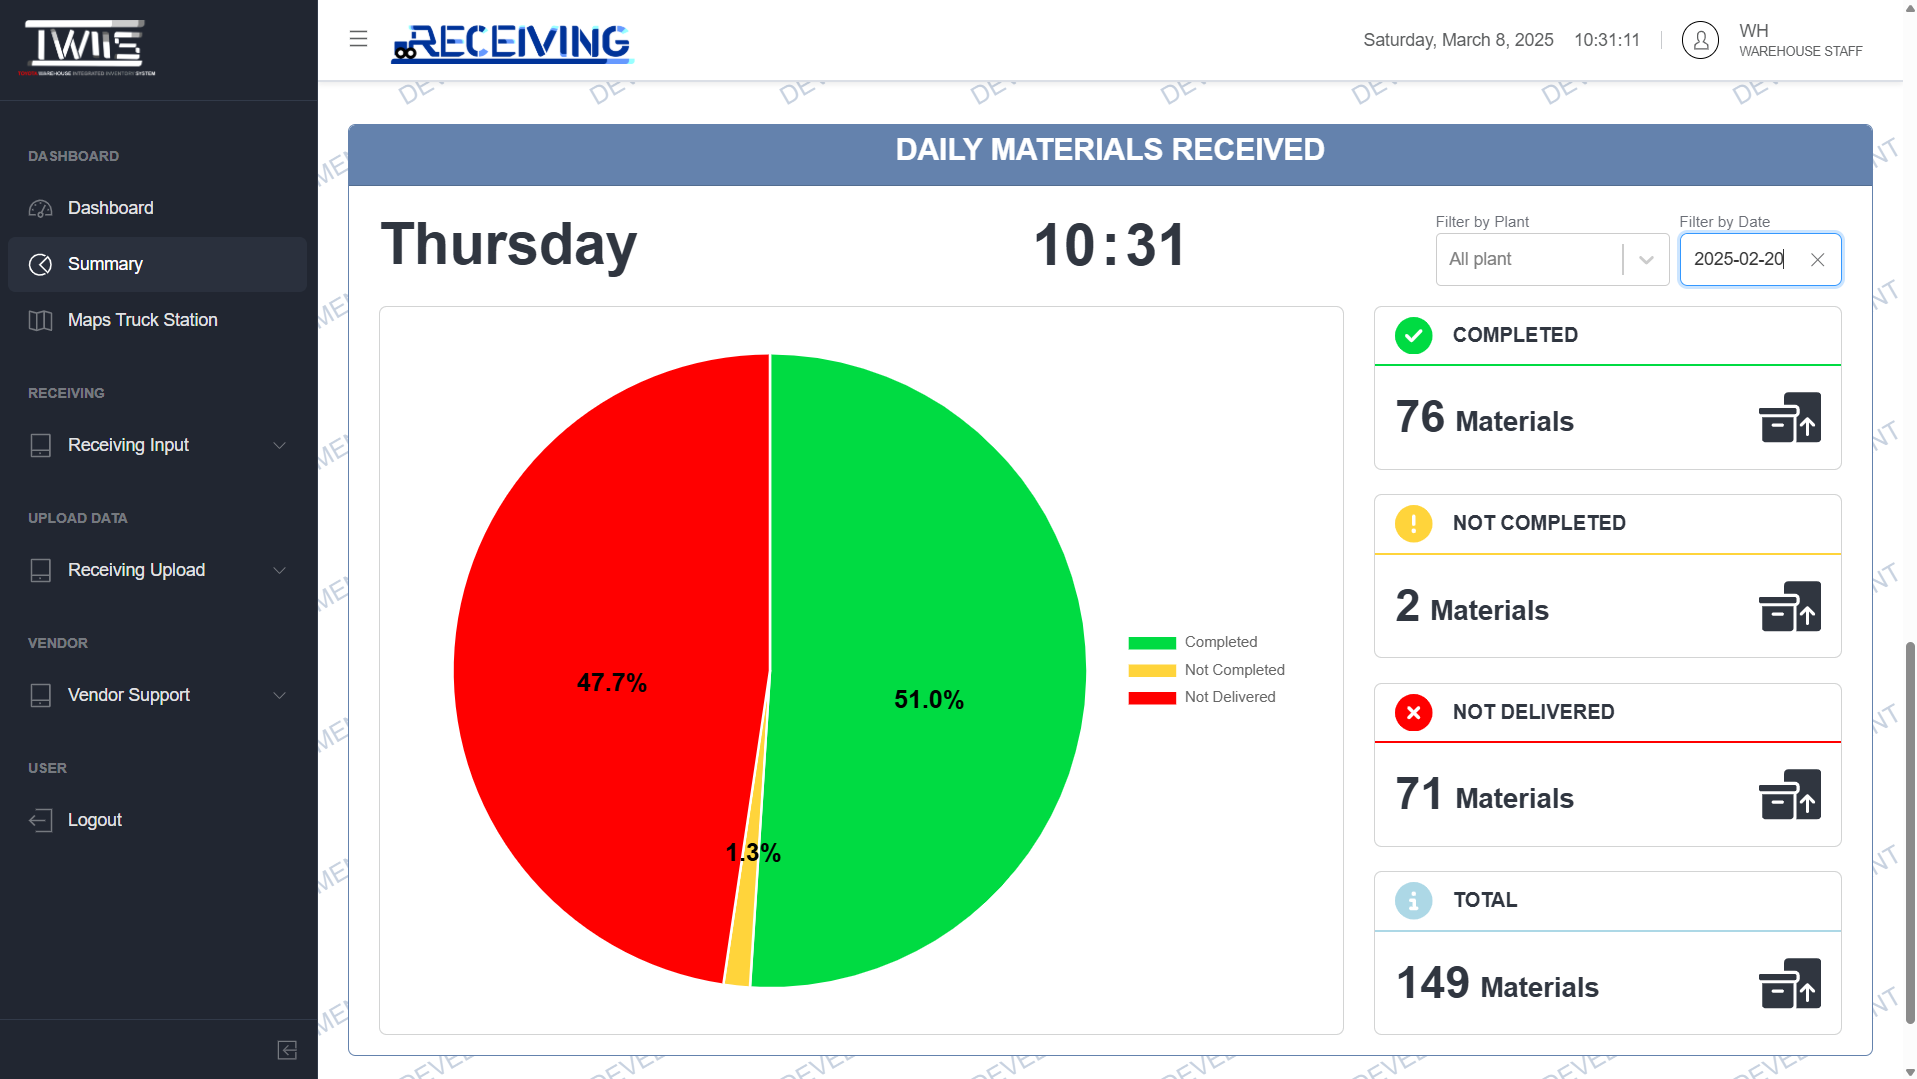 TWIIS
WAREHOUSE INTEGRATED INVENTORY SYSTEM
DASHBOARD
Dashboard
Summary
Maps Truck Station
RECEIVING
Receiving Input
UPLOAD DATA
Receiving Upload
VENDOR
Vendor Support
USER
Logout
RECEIVING
Saturday, March 8, 2025 10:31:11
WH
WAREHOUSE STAFF
DAILY MATERIALS RECEIVED
Thursday
10:31
Filter by Plant
All plant
Filter by Date
2025-02-20
47.7%
51.0%
1.3%
Completed
Not Completed
Not Delivered
COMPLETED
76 Materials
NOT COMPLETED
2 Materials
NOT DELIVERED
71 Materials
TOTAL
149 Materials